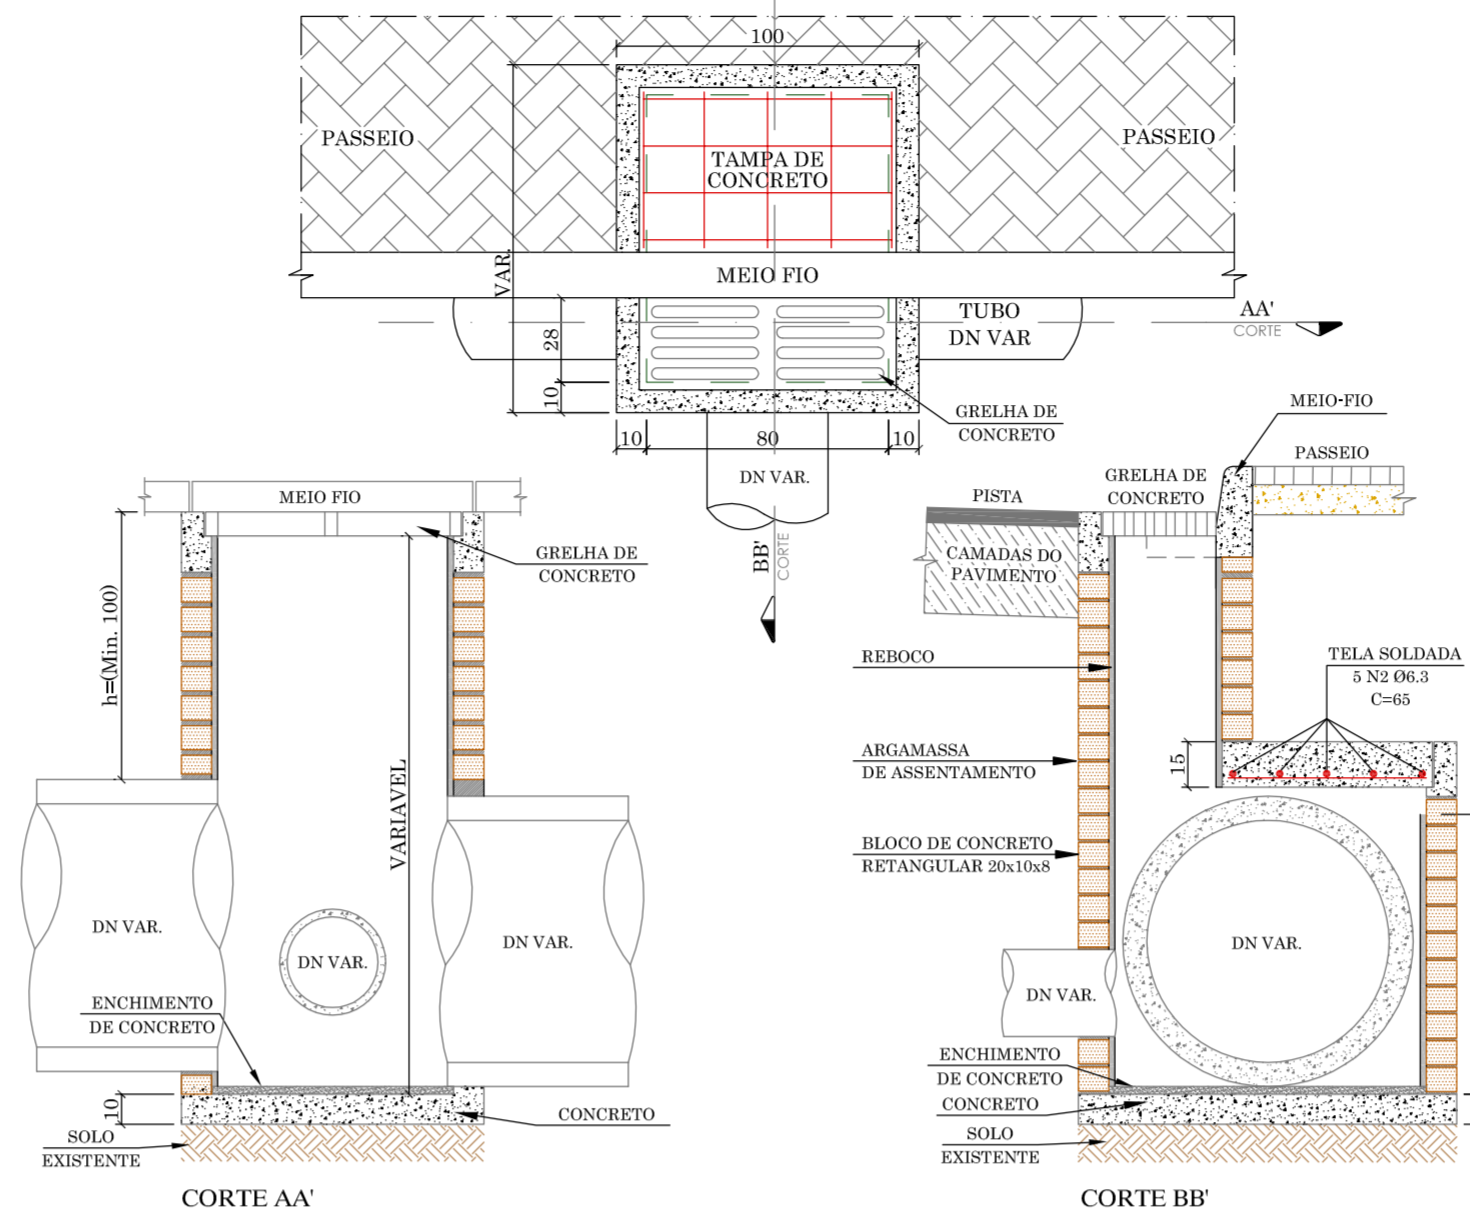 100
PASSEIO
PASSEIO
TAMPA DE
CONCRETO
VAR.
MEIO FIO
TUBO
DN VAR
AA'
CORTE
28
10
GRELHA DE
CONCRETO
10
80
10
DN VAR.
BB'
CORTE
MEIO FIO
GRELHA DE
CONCRETO
h=(Min. 100)
VARIAVEL
DN VAR.
DN VAR.
DN VAR.
ENCHIMENTO
DE CONCRETO
10
CONCRETO
SOLO
EXISTENTE
CORTE AA'
MEIO-FIO
PASSEIO
GRELHA DE
CONCRETO
PISTA
CAMADAS DO
PAVIMENTO
REBOCO
TELA SOLDADA
5 N2 Ø6.3
C=65
ARGAMASSA
DE ASSENTAMENTO
15
BLOCO DE CONCRETO
RETANGULAR 20x10x8
DN VAR.
DN VAR.
ENCHIMENTO
DE CONCRETO
CONCRETO
SOLO
EXISTENTE
CORTE BB'